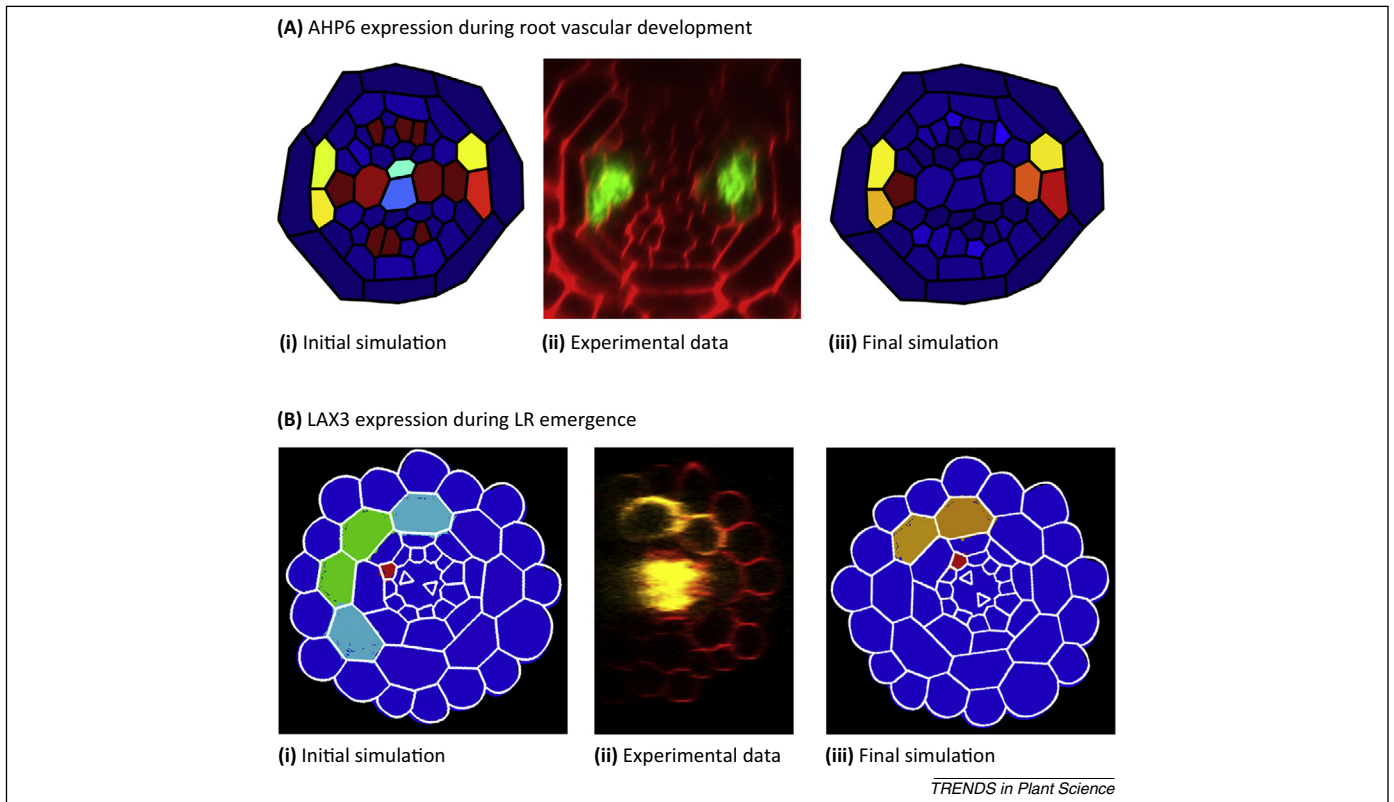 (A) AHP6 expression during root vascular development
(i) Initial simulation
(ii) Experimental data
(iii) Final simulation
(B) LAX3 expression during LR emergence
(i) Initial simulation
(ii) Experimental data
(iii) Final simulation
TRENDS in Plant Science